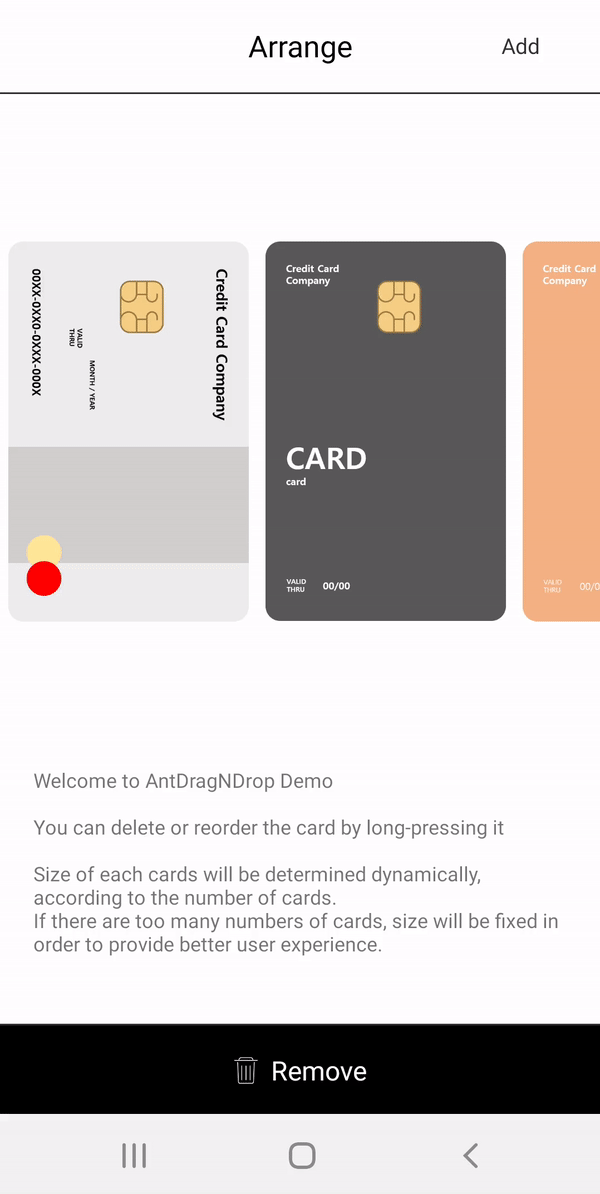 Arrange
Add
00XX-0XX0-0XXX-000X
VALID
THRU
MONTH / YEAR
Credit Card Company
Credit Card
Company
CARD
card
VALID
THRU
00/00
Credit Card
Company
VALID
THRU
00/0
Welcome to AntDragNDrop Demo
You can delete or reorder the card by long-pressing it
Size of each cards will be determined dynamically,
according to the number of cards.
If there are too many numbers of cards, size will be fixed in
order to provide better user experience.
Remove